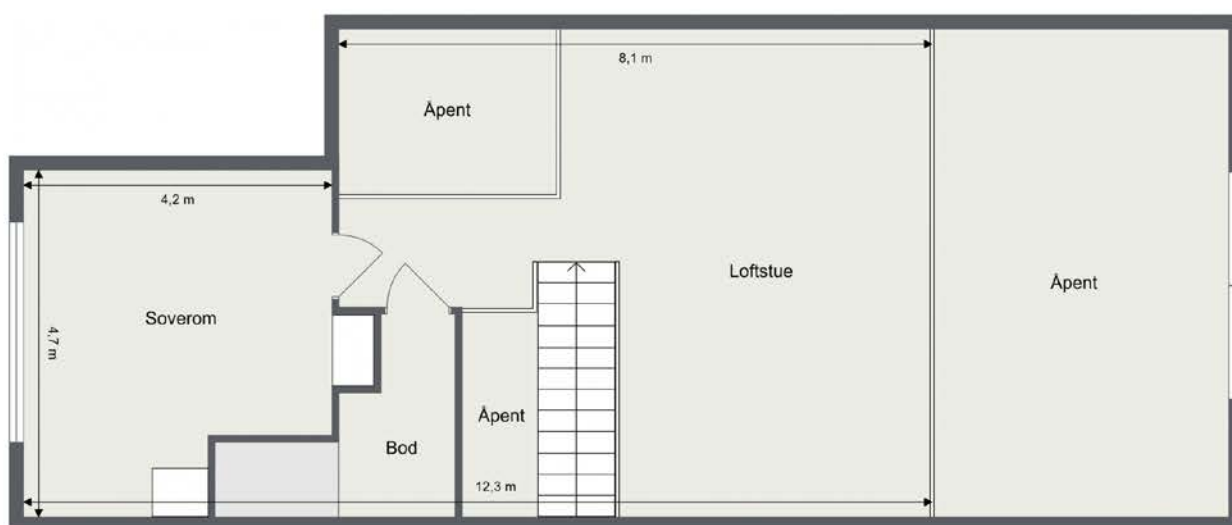 8,1 m
Åpent
4,2 m
Loftstue
Åpent
Soverom
4,7 m
Åpent
Bod
12,3 m